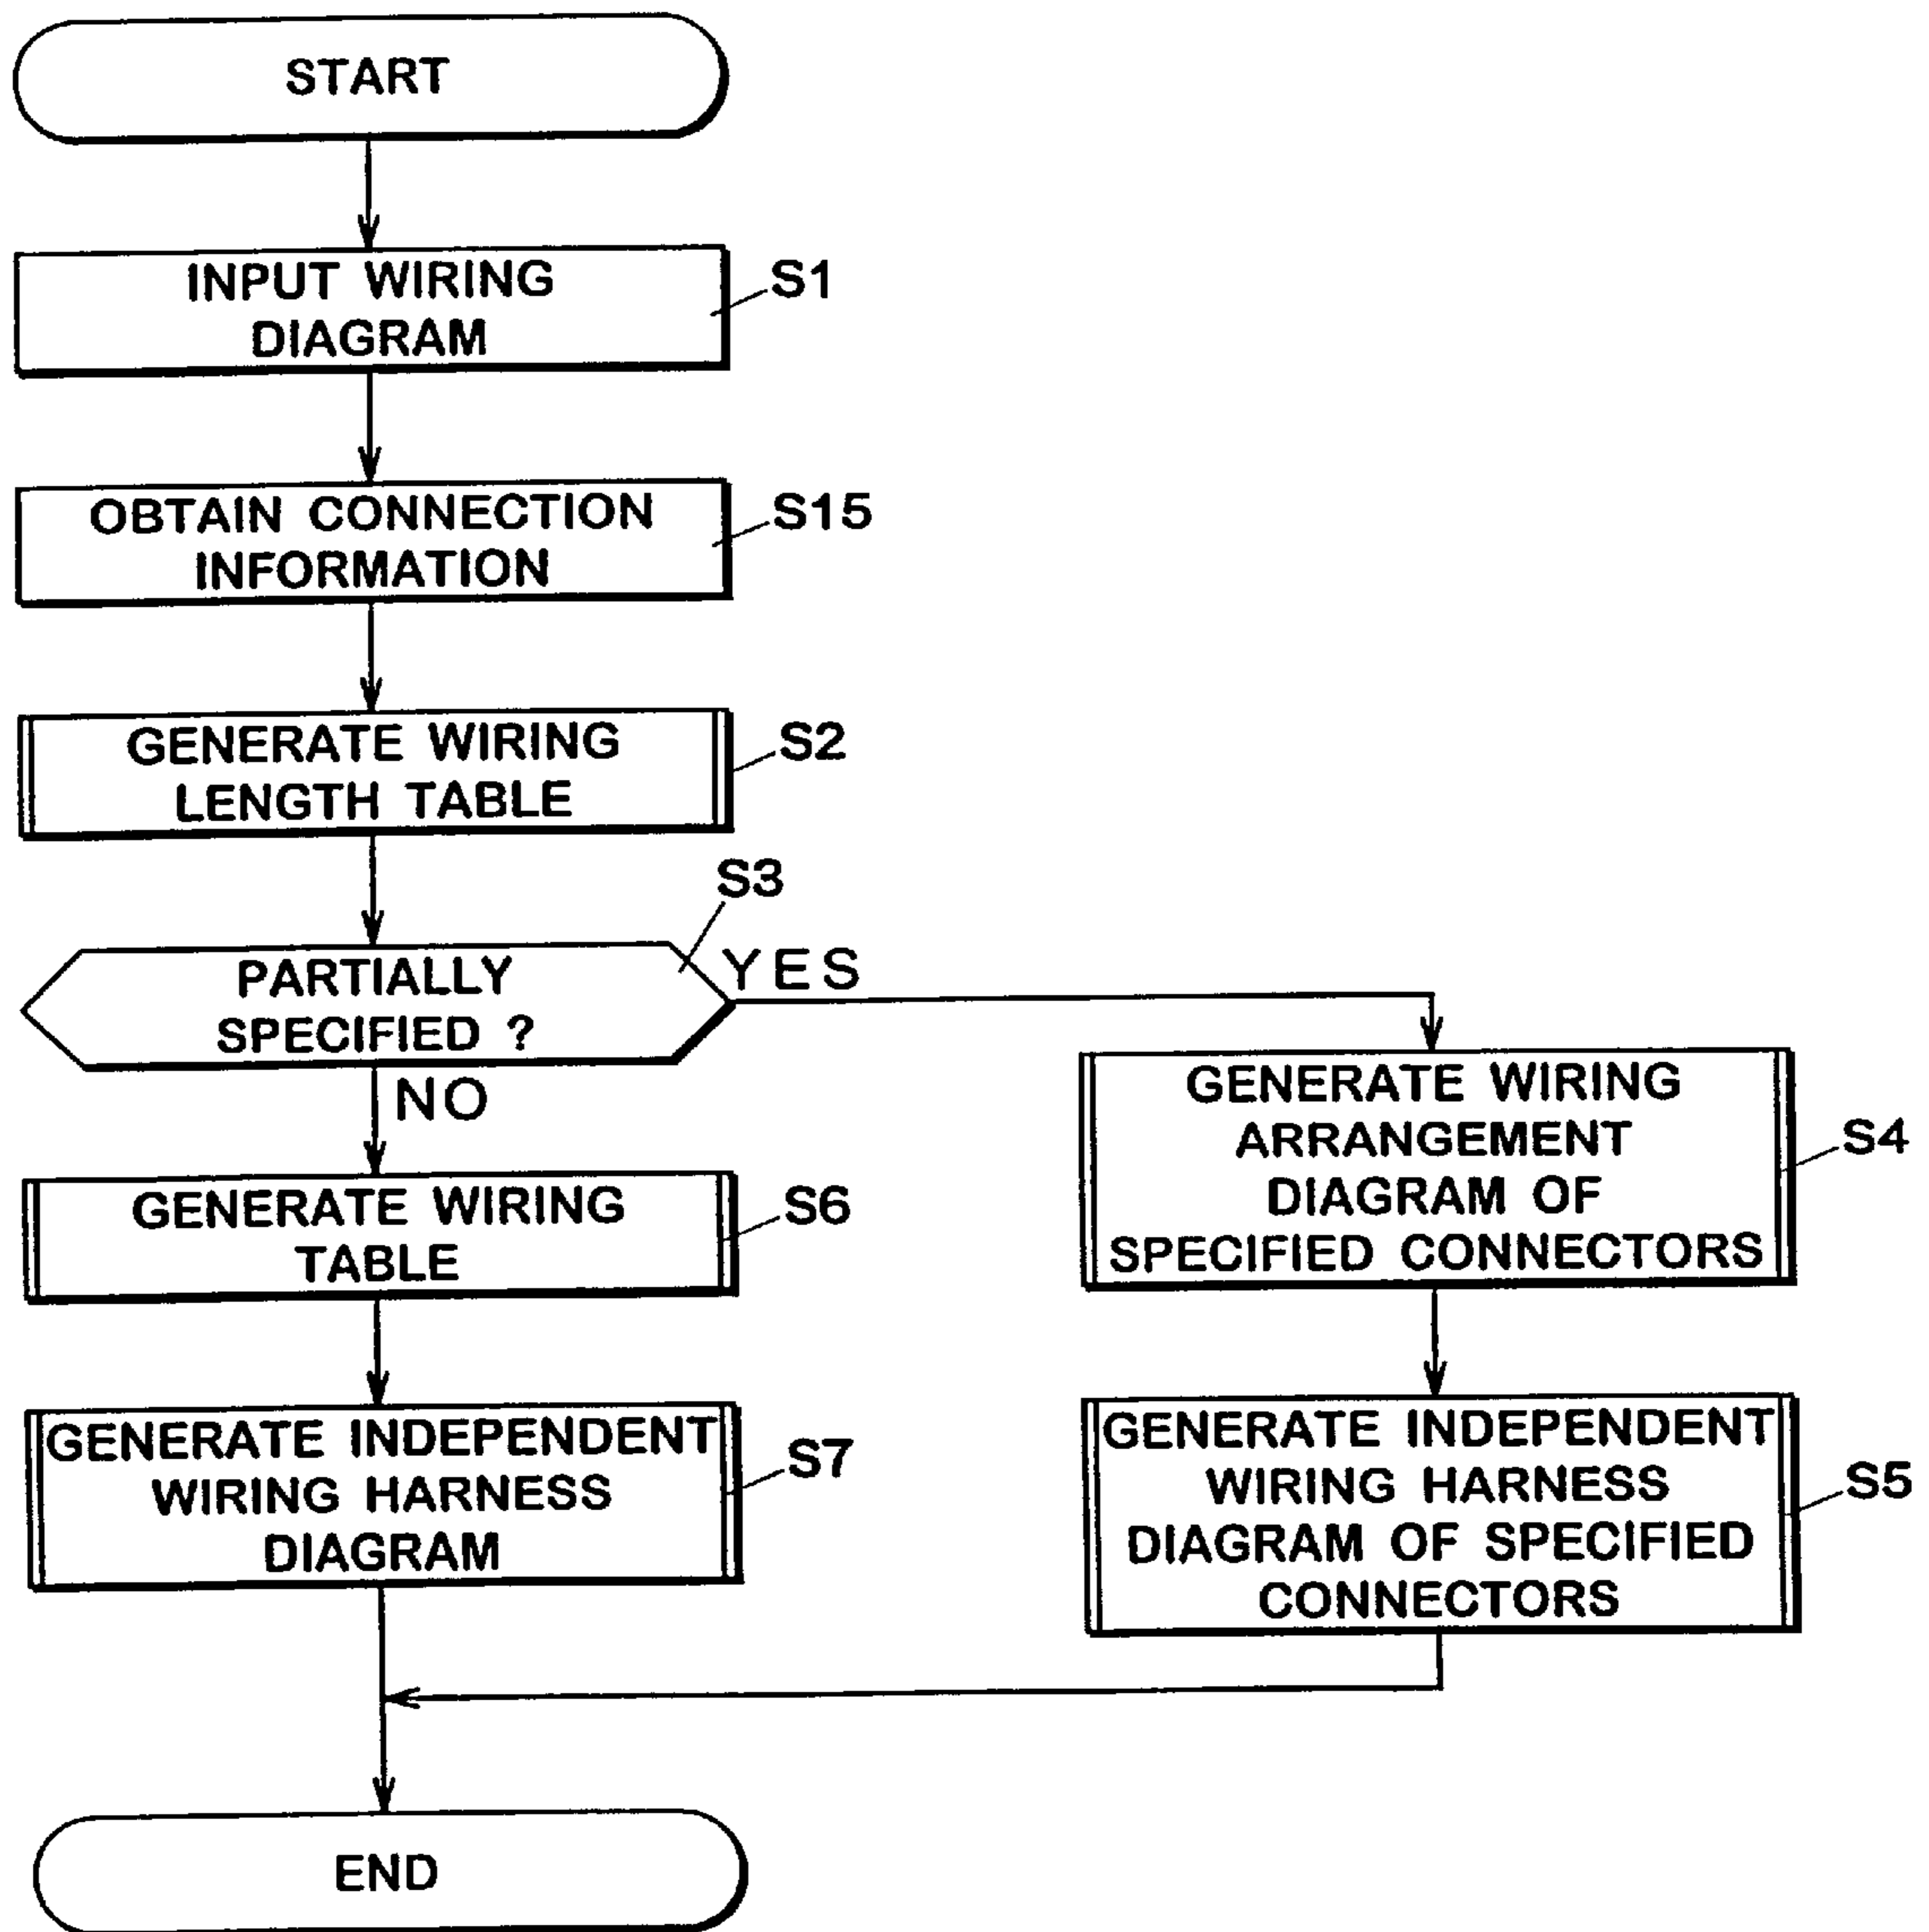 START
INPUT WIRING
DIAGRAM
S1
OBTAIN CONNECTION
INFORMATION
S15
GENERATE WIRING
LENGTH TABLE
S2
S3
PARTIALLY
SPECIFIED ?
YES
NO
GENERATE WIRING
TABLE
S6
GENERATE INDEPENDENT
WIRING HARNESS
DIAGRAM
S7
GENERATE WIRING
ARRANGEMENT
DIAGRAM OF
SPECIFIED CONNECTORS
S4
GENERATE INDEPENDENT
WIRING HARNESS
DIAGRAM OF SPECIFIED
CONNECTORS
S5
END